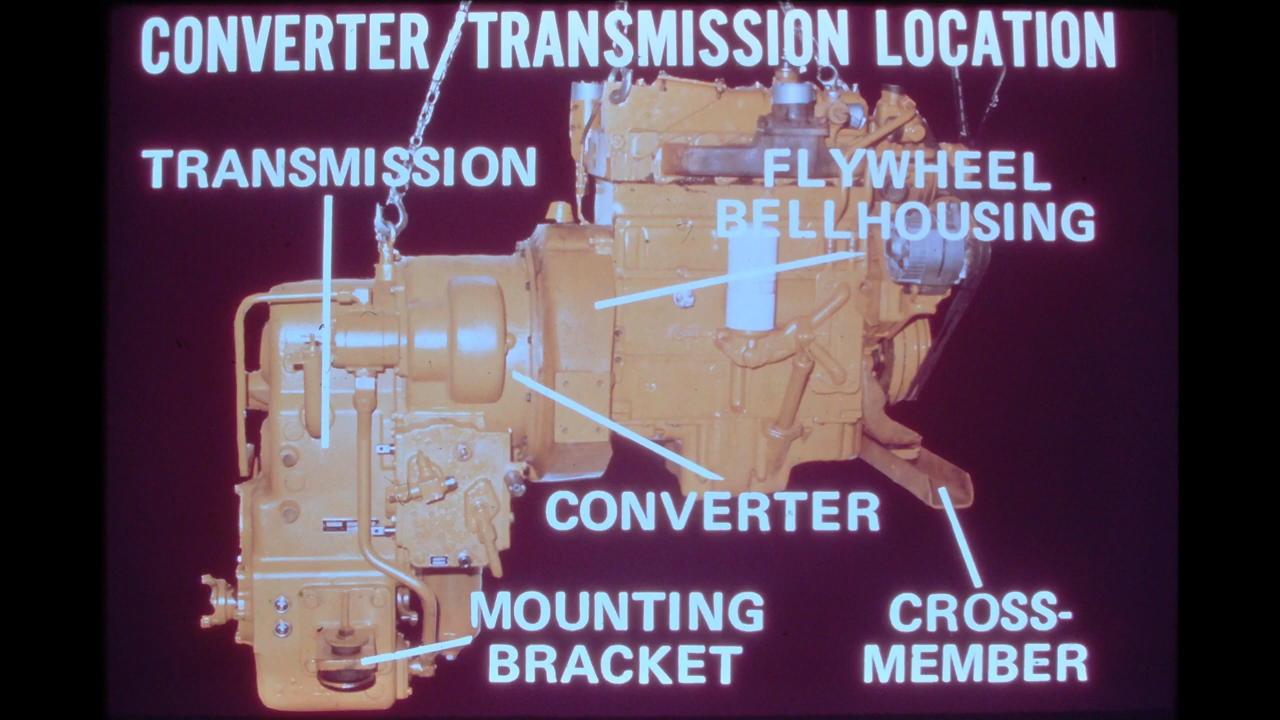 CONVERTER/TRANSMISSION LOCATION
TRANSMISSION
FLYWHEEL
BELLHOUSING
CONVERTER
MOUNTING
BRACKET
CROSS-
MEMBER